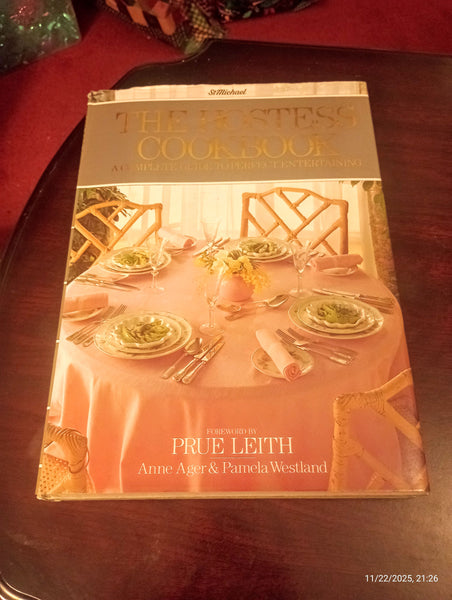 St Michael
THE HOSTESS
COOKBOOK
A COMPLETE GUIDE TO PERFECT ENTERTAINING
FOREWORD BY
PRUE LEITH
Anne Ager & Pamela Westland
11/22/2025, 21:26